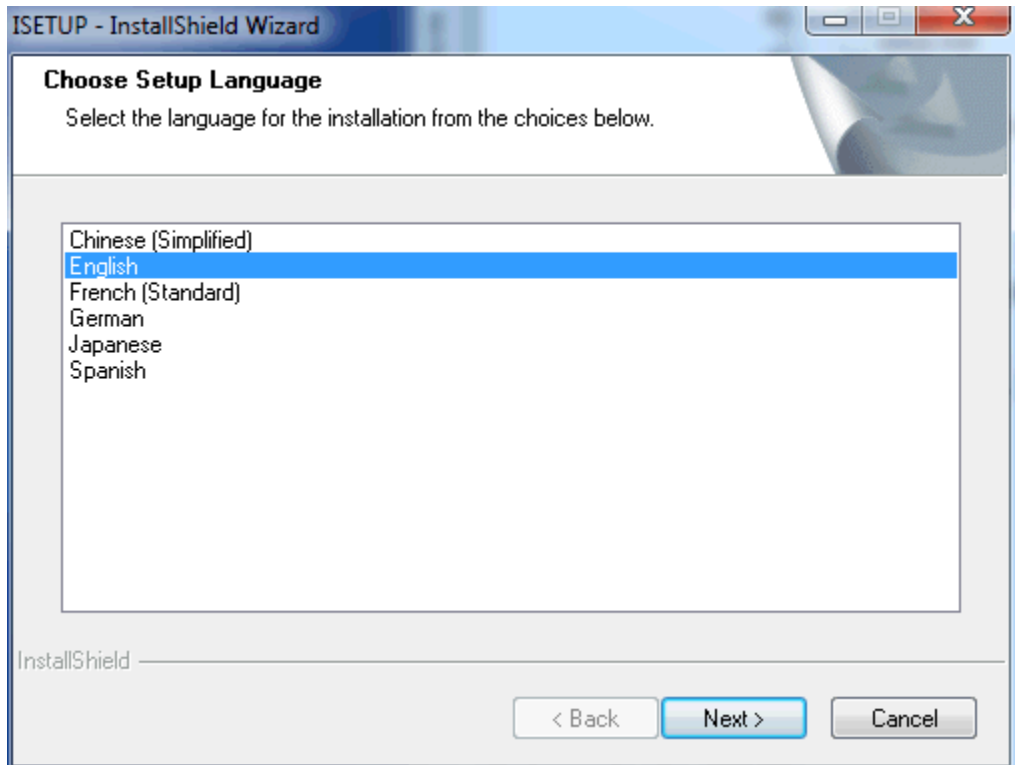 ISETUP - InstallShield Wizard
Choose Setup Language
Select the language for the installation from the choices below.
Chinese (Simplified)
English
French (Standard)
German
Japanese
Spanish
InstallShield
< Back
Next >
Cancel